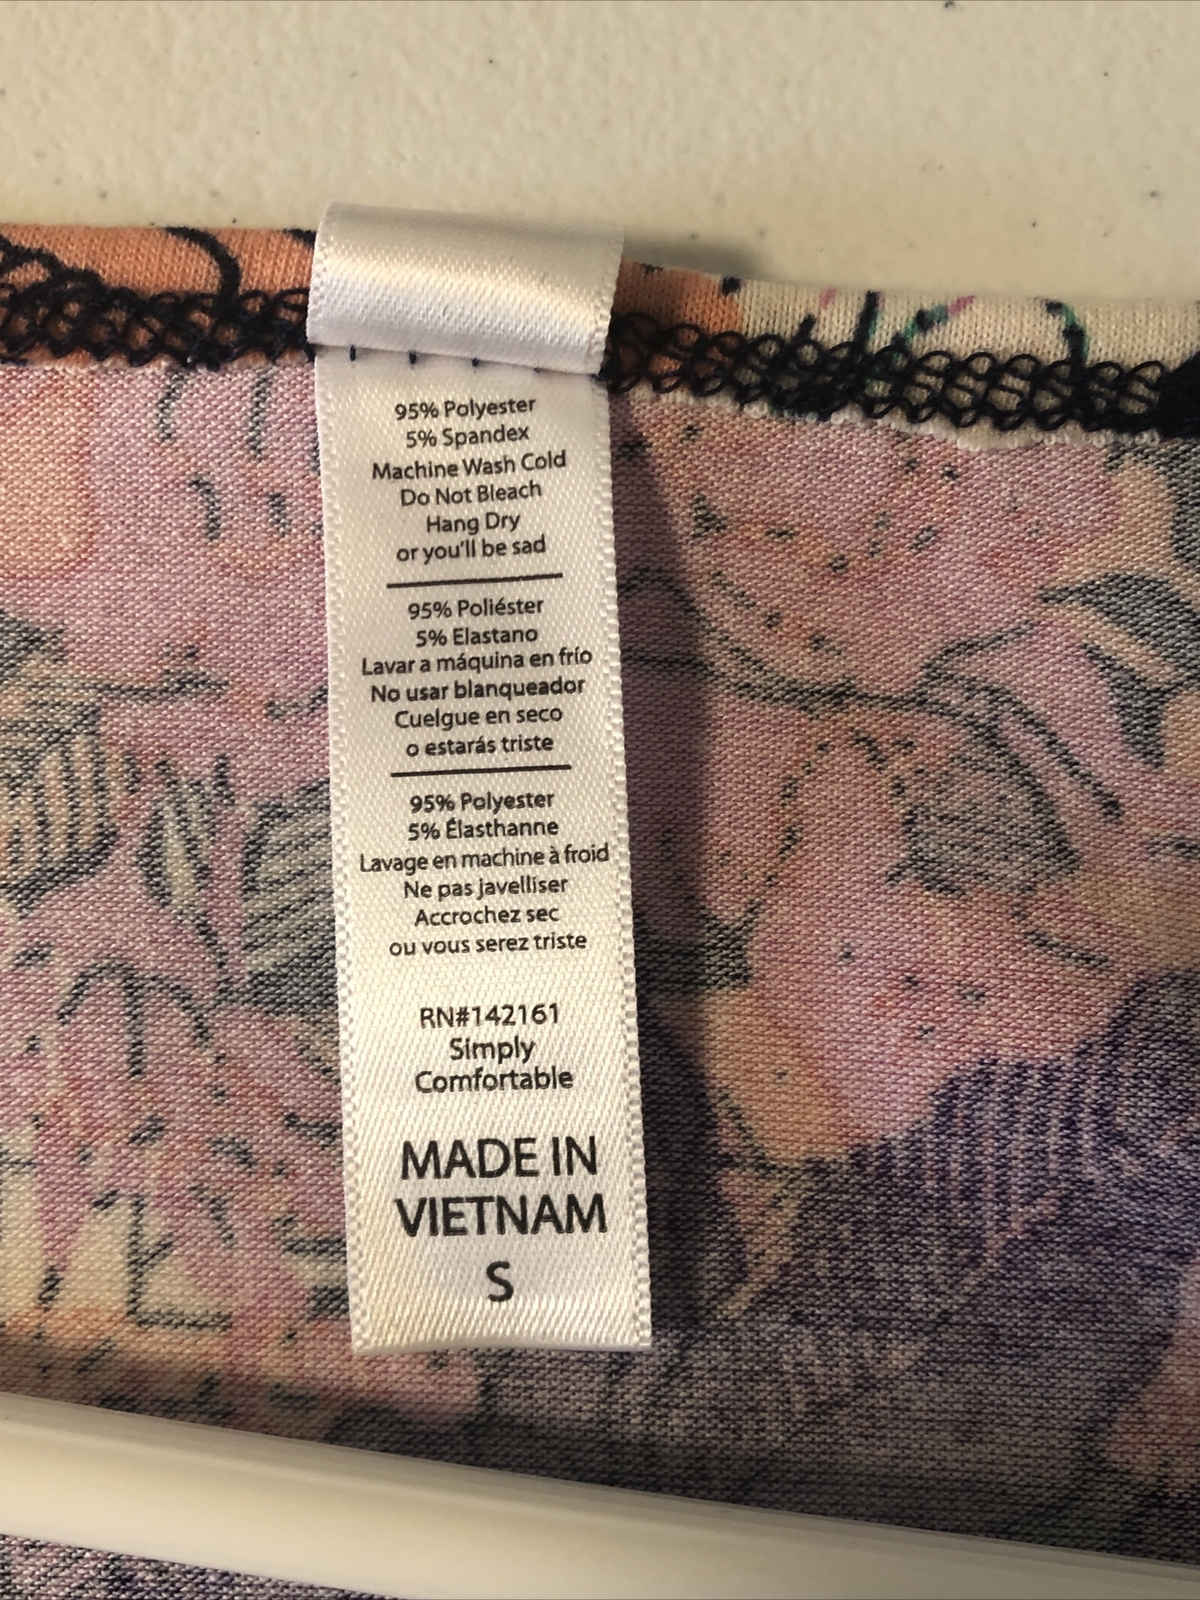 95% Polyester
5% Spandex
Machine Wash Cold
Do Not Bleach
Hang Dry
or you'll be sad
95% Poliéster
5% Elastano
Lavar a máquina en frío
No usar blanqueador
Cuelgue en seco
o estarás triste
95% Polyester
5% Élasthanne
Lavage en machine à froid
Ne pas javelliser
Accrochez sec
ou vous serez triste
RN#142161
Simply
Comfortable
MADE IN
VIETNAM
S